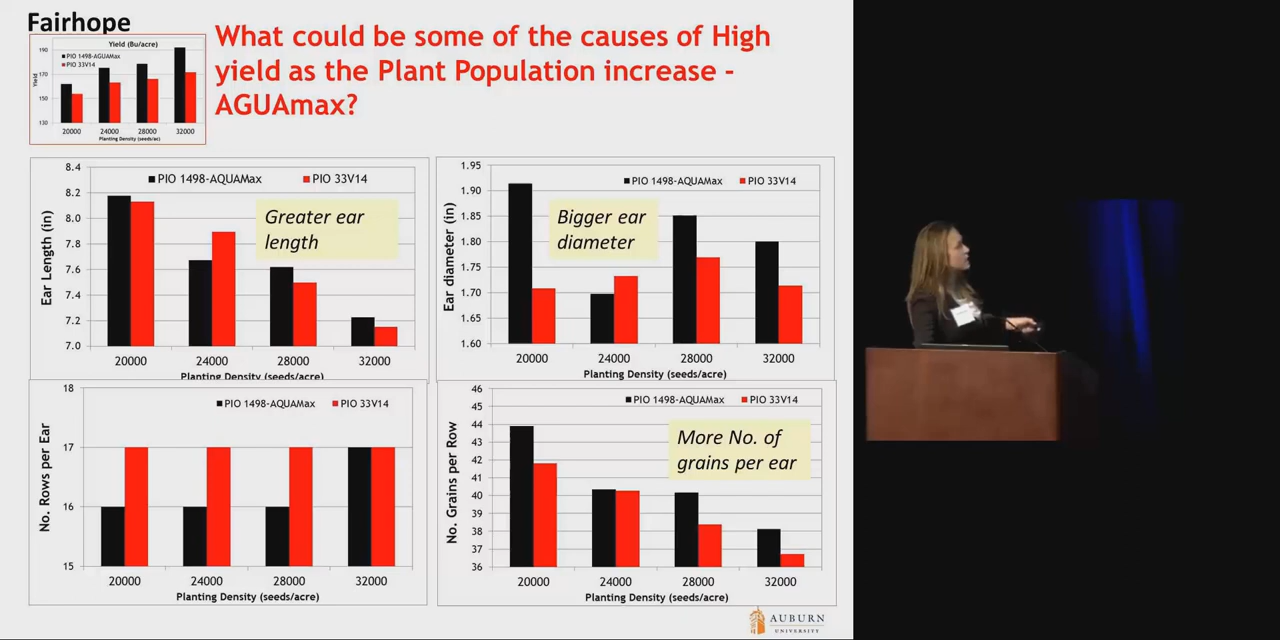 Fairhope
What could be some of the causes of High
yield as the Plant Population increase -
AGUAmax?
Yield (Bu/acre)
PIO 1498-AGUAMax
PIO 33V14
Yield
190
170
150
130
20000 24000 28000 32000
Planting Density (seeds/ac)
PIO 1498-AQUAMax PIO 33V14
Greater ear
length
Ear Length (in)
8.4
8.2
8.0
7.8
7.6
7.4
7.2
7.0
20000 24000 28000 32000
Planting Density (seeds/acre)
PIO 1498-AQUAMax PIO 33V14
Bigger ear
diameter
Ear diameter (in)
1.95
1.90
1.85
1.80
1.75
1.70
1.65
1.60
20000 24000 28000 32000
Planting Density (seeds/acre)
PIO 1498-AQUAMax PIO 33V14
No. Rows per Ear
18
17
16
15
20000 24000 28000 32000
Planting Density (seeds/acre)
PIO 1498-AQUAMax PIO 33V14
More No. of
grains per ear
No. Grains per Row
46
45
44
42
41
40
38
37
36
20000 24000 28000 32000
Planting Density (seeds/acre)
AUBURN
UNIVERSITY